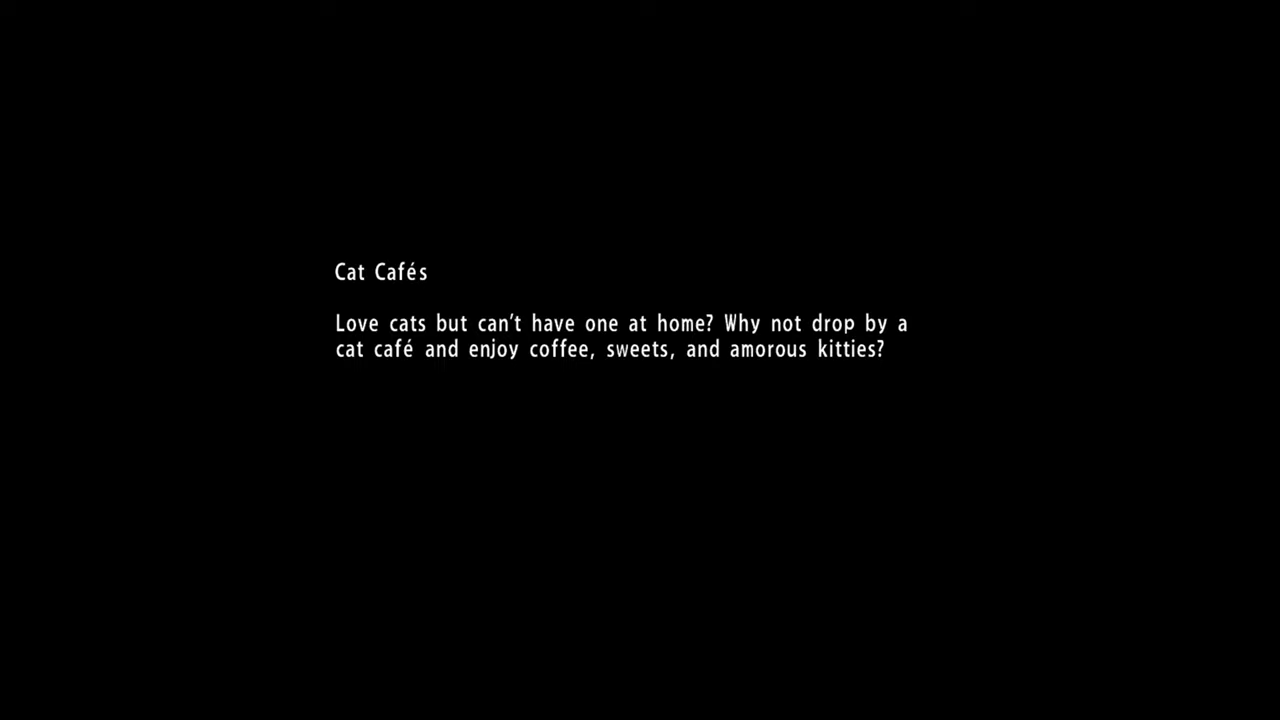 Cat Cafés
Love cats but can't have one at home? Why not drop by a
cat café and enjoy coffee, sweets, and amorous kitties?